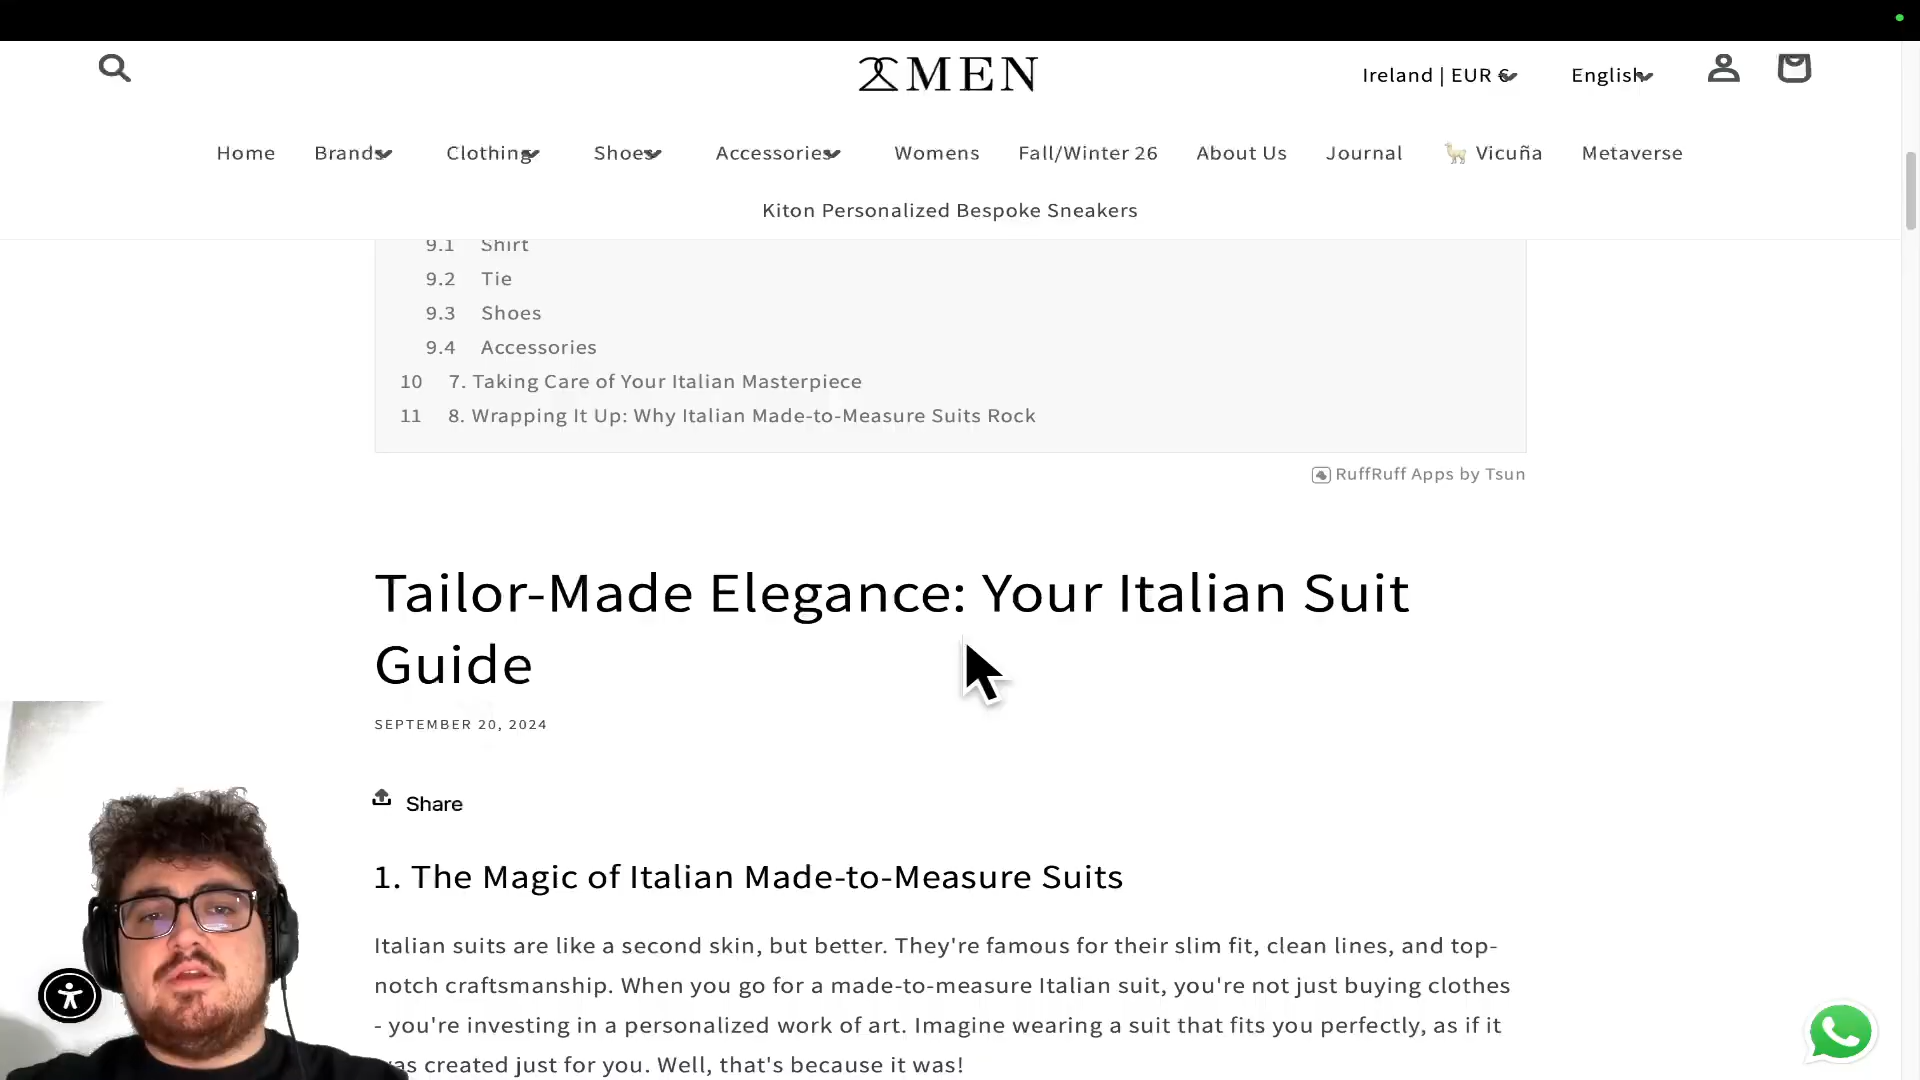 MEN
Ireland | EUR €
English
Home
Brands
Clothing
Shoes
Accessories
Womens
Fall/Winter 26
About Us
Journal
🦙 Vicuña
Metaverse
Kiton Personalized Bespoke Sneakers
9.1 Shirt
9.2 Tie
9.3 Shoes
9.4 Accessories
10 7. Taking Care of Your Italian Masterpiece
11 8. Wrapping It Up: Why Italian Made-to-Measure Suits Rock
RuffRuff Apps by Tsun
Tailor-Made Elegance: Your Italian Suit
Guide
SEPTEMBER 20, 2024
Share
1. The Magic of Italian Made-to-Measure Suits
Italian suits are like a second skin, but better. They're famous for their slim fit, clean lines, and top-
notch craftsmanship. When you go for a made-to-measure Italian suit, you're not just buying clothes
- you're investing in a personalized work of art. Imagine wearing a suit that fits you perfectly, as if it
was created just for you. Well, that's because it was!